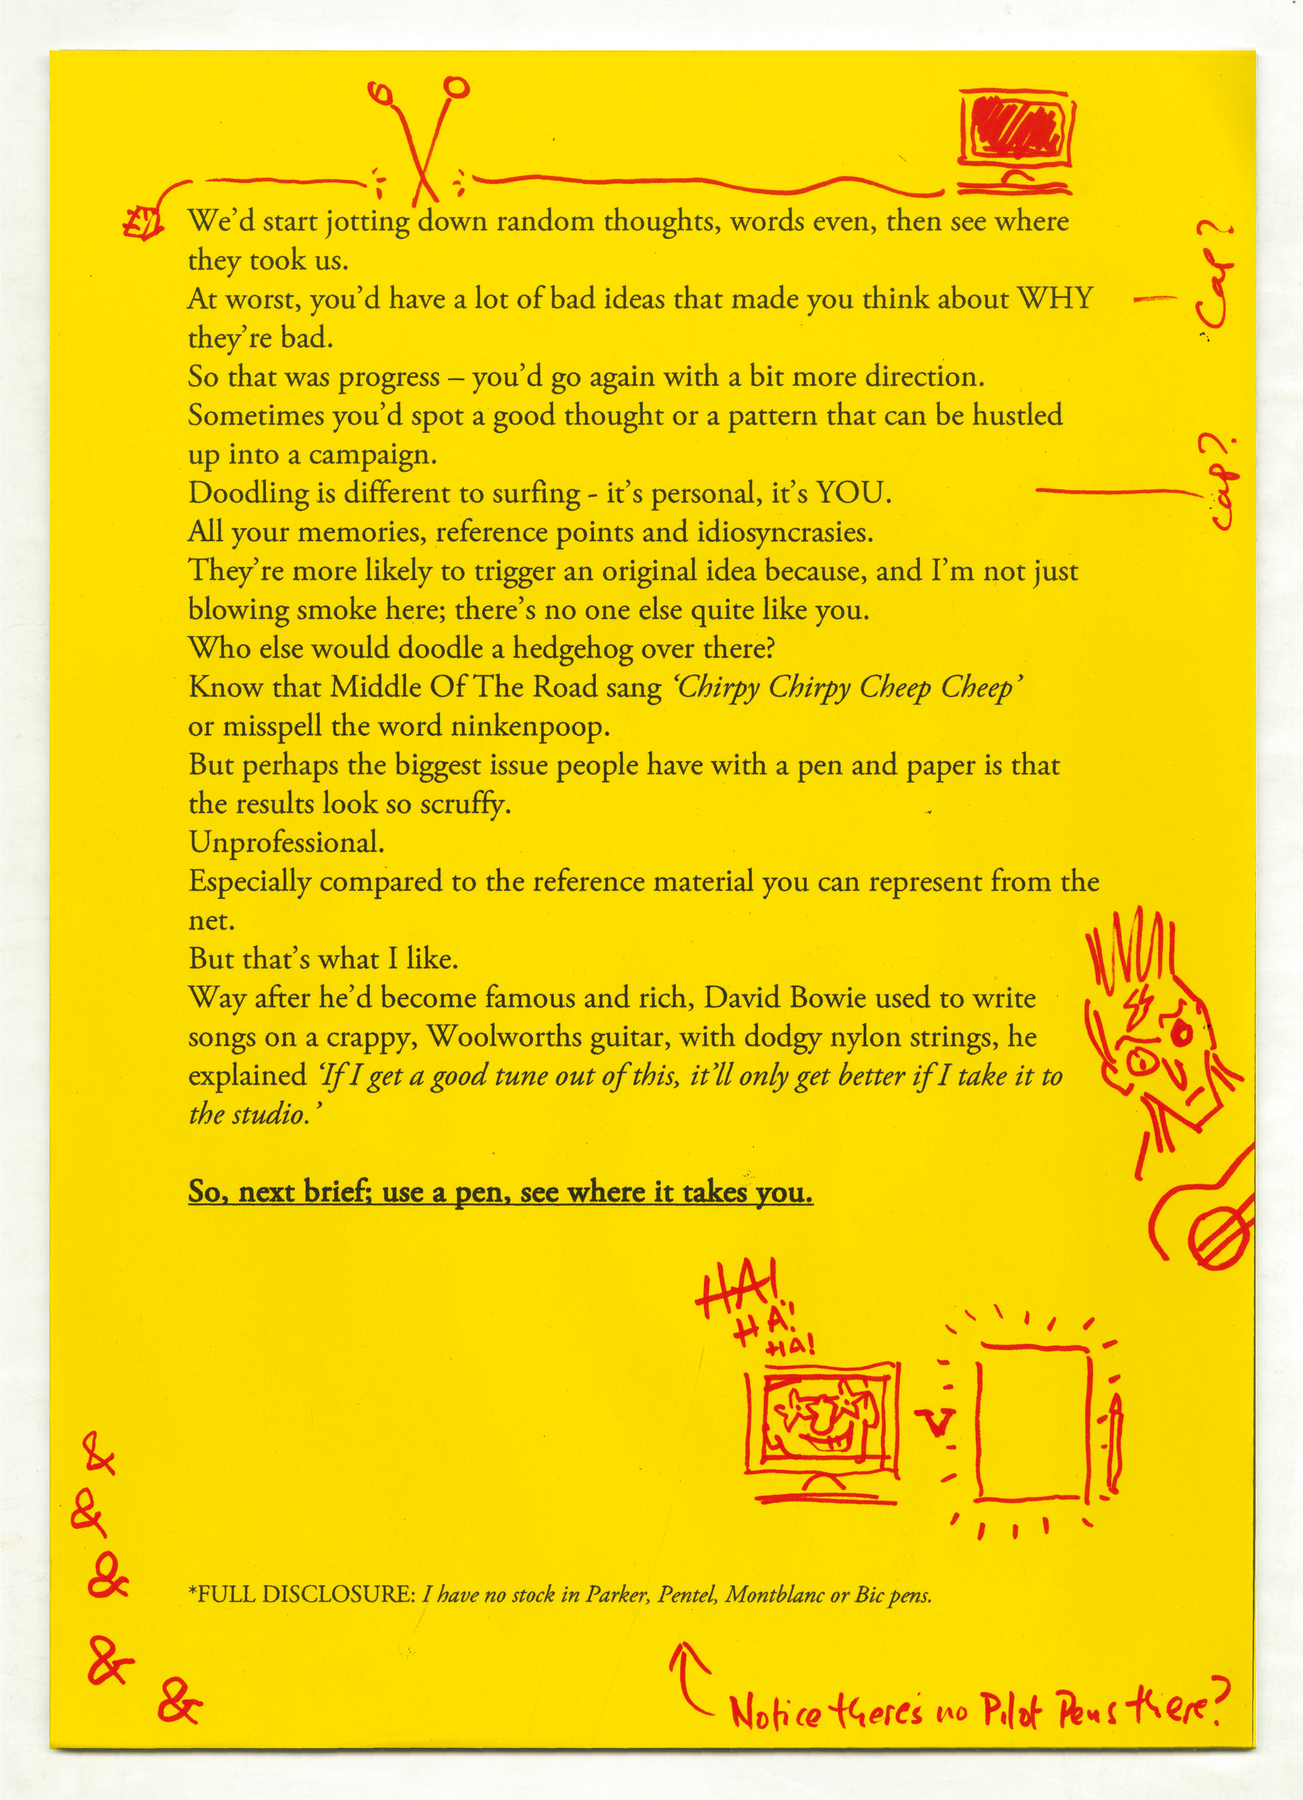 We'd start jotting down random thoughts, words even, then see where
they took us.
At worst, you'd have a lot of bad ideas that made you think about WHY
they're bad.
Cap?
So that was progress – you'd go again with a bit more direction.
Sometimes you'd spot a good thought or a pattern that can be hustled
up into a campaign.
Doodling is different to surfing - it's personal, it's YOU.
cap?
All your memories, reference points and idiosyncrasies.
They're more likely to trigger an original idea because, and I'm not just
blowing smoke here; there's no one else quite like you.
Who else would doodle a hedgehog over there?
Know that Middle Of The Road sang ‘Chirpy Chirpy Cheep Cheep’
or misspell the word ninkenpoop.
But perhaps the biggest issue people have with a pen and paper is that
the results look so scruffy.
Unprofessional.
Especially compared to the reference material you can represent from the
net.
But that's what I like.
Way after he'd become famous and rich, David Bowie used to write
songs on a crappy, Woolworths guitar, with dodgy nylon strings, he
explained ‘If I get a good tune out of this, it'll only get better if I take it to
the studio.’
So, next brief; use a pen, see where it takes you.
HA!
HA!
HA!
V
&
&
&
&
&
*FULL DISCLOSURE: I have no stock in Parker, Pentel, Montblanc or Bic pens.
Notice there's no Pilot Pens there?